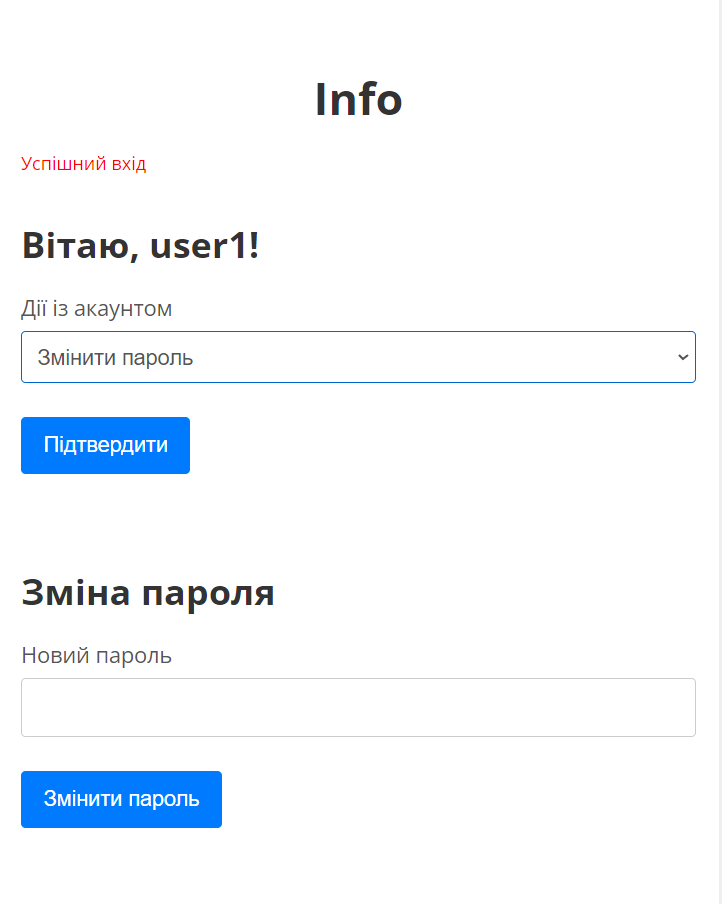 Info
Успішний вхід
Вітаю, user1!
Дії із акаунтом
Змінити пароль
Підтвердити
Зміна пароля
Новий пароль
Змінити пароль